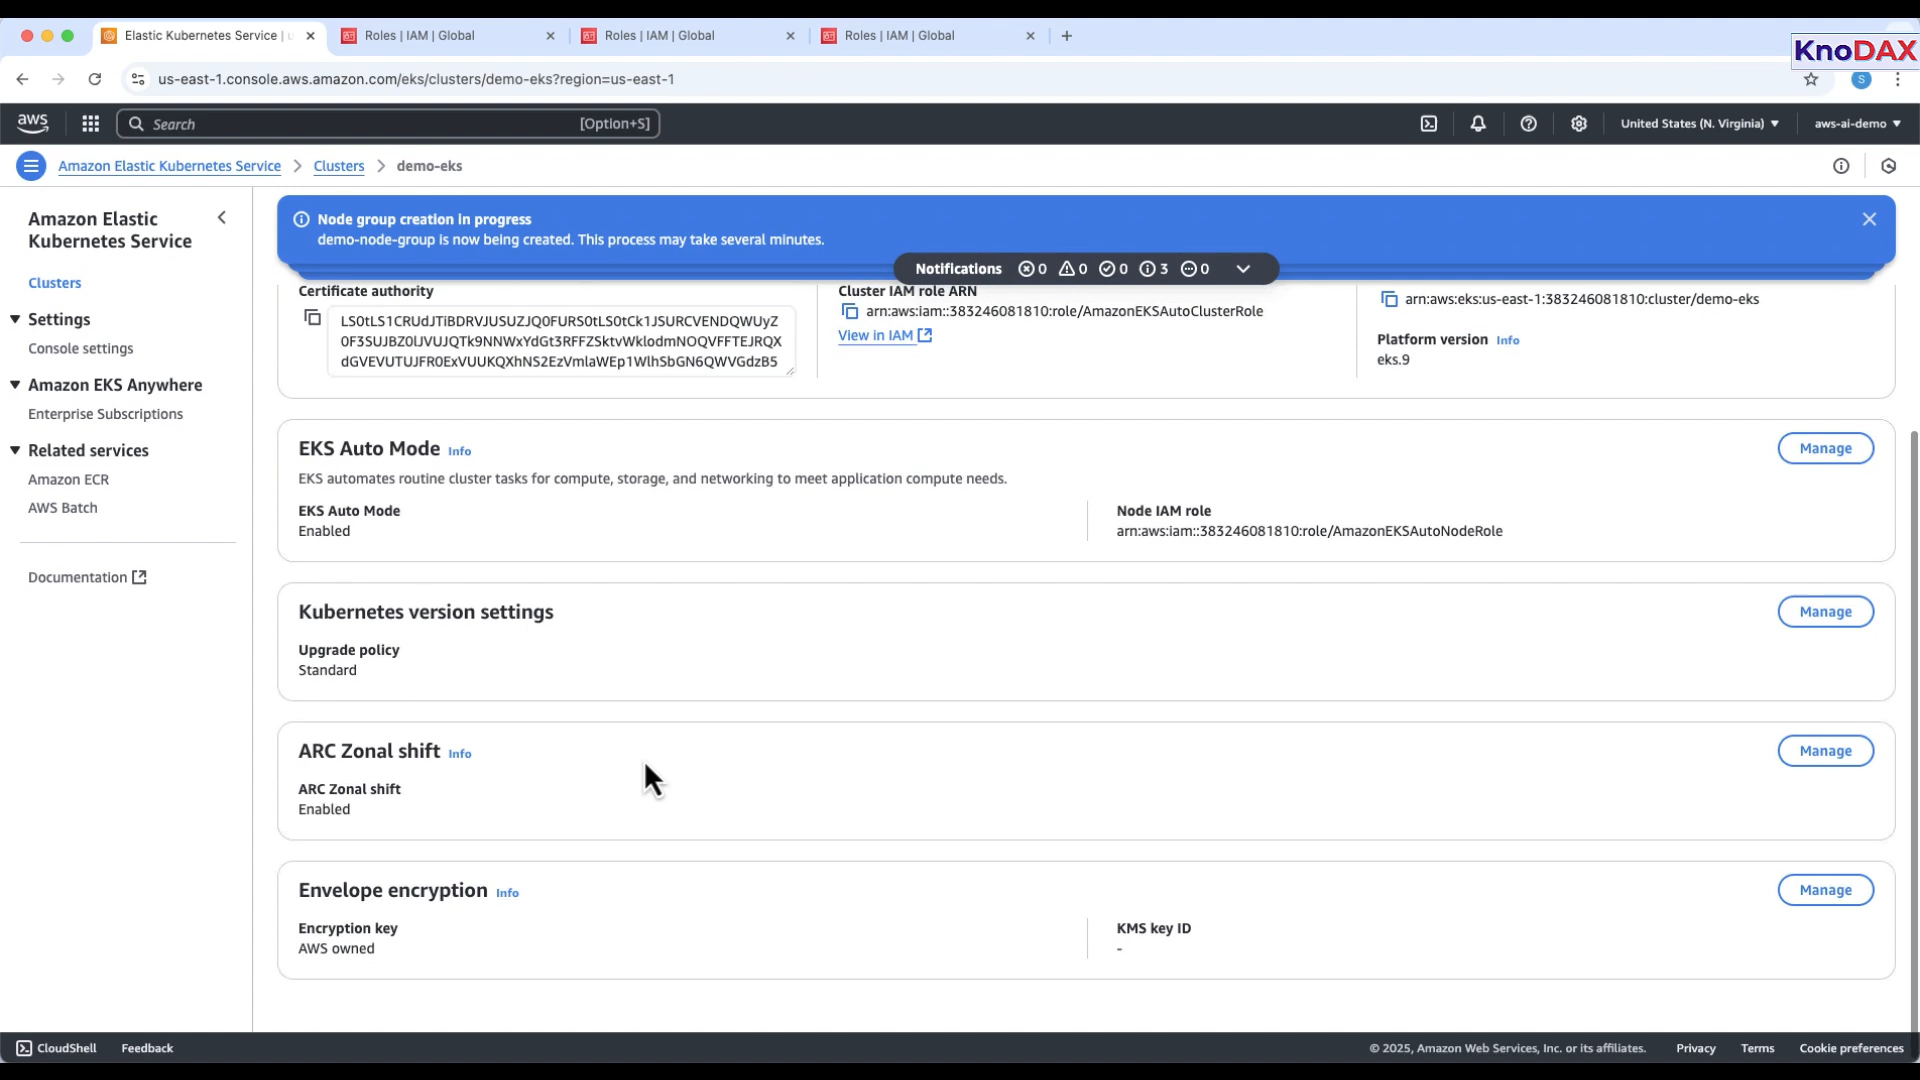 Elastic Kubernetes Service | u
Roles | IAM | Global
Roles | IAM | Global
Roles | IAM | Global
KnoDAX
us-east-1.console.aws.amazon.com/eks/clusters/demo-eks?region=us-east-1
S
aws
Search
[Option+S]
United States (N. Virginia)
aws-ai-demo
Amazon Elastic Kubernetes Service > Clusters > demo-eks
Amazon Elastic
Kubernetes Service
Clusters
Settings
Console settings
Amazon EKS Anywhere
Enterprise Subscriptions
Related services
Amazon ECR
AWS Batch
Documentation
Node group creation in progress
demo-node-group is now being created. This process may take several minutes.
Notifications 0 0 0 3 0
Certificate authority
LS0tLS1CRUdJTiBDRVJUSUZJQ0FURS0tLS0tCk1JSURCVENDQWUyZ
0F3SUJBZ0lJVUJQTk9NNWxYdGt3RFFZSktvWklodmNOQVFFTEJRQX
dGVEVUTUJFR0ExVUUKQXhNS2EzVmlaWEp1WlhSbGN6QWVGdzB5
Cluster IAM role ARN
arn:aws:iam::383246081810:role/AmazonEKSAutoClusterRole
View in IAM
arn:aws:eks:us-east-1:383246081810:cluster/demo-eks
Platform version Info
eks.9
EKS Auto Mode Info
Manage
EKS automates routine cluster tasks for compute, storage, and networking to meet application compute needs.
EKS Auto Mode
Enabled
Node IAM role
arn:aws:iam::383246081810:role/AmazonEKSAutoNodeRole
Kubernetes version settings
Manage
Upgrade policy
Standard
ARC Zonal shift Info
Manage
ARC Zonal shift
Enabled
Envelope encryption Info
Manage
Encryption key
AWS owned
KMS key ID
-
CloudShell
Feedback
© 2025, Amazon Web Services, Inc. or its affiliates.
Privacy
Terms
Cookie preferences